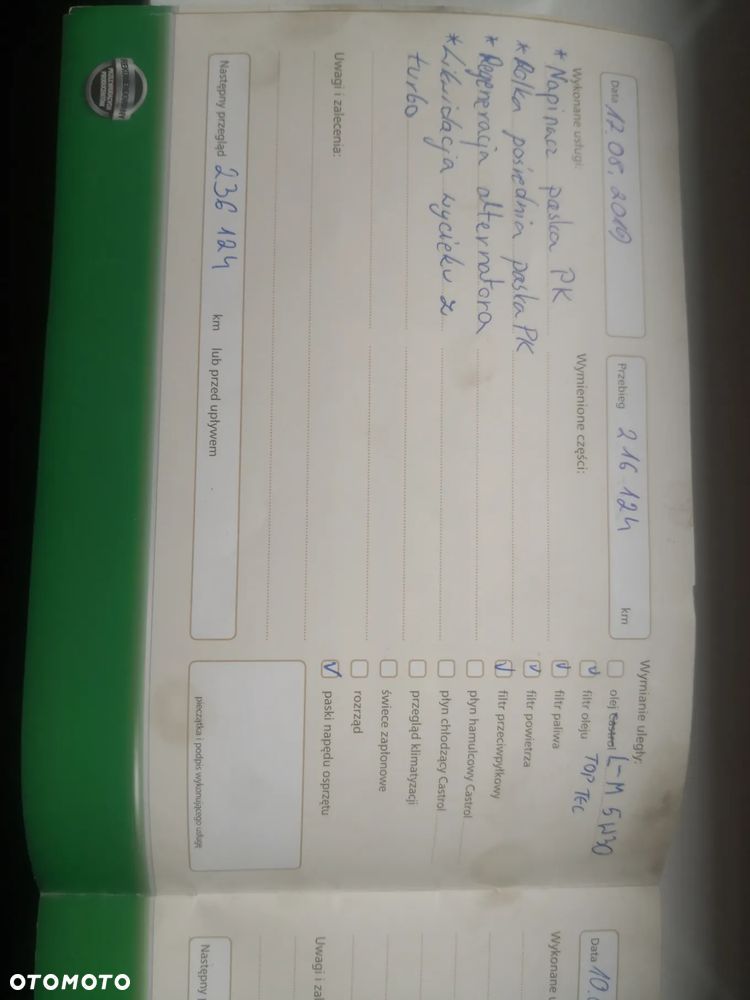 Data 12.08.2019
Przebieg 216 124 km
Wykonane usługi:
* Napinacz paska PK
* Rolka pośrednia paska PK
* Regeneracja alternatora
* Likwidacja wycieku z
turbo
Wymienione części:
Uwagi i zalecenia:
Następny przegląd 236 124 km lub przed upływem
Wymianie uległy:
olej Castrol L-M 5W30
filtr oleju TOP TEC
filtr paliwa
filtr powietrza
filtr przeciwpyłkowy
płyn hamulcowy Castrol
płyn chłodzący Castrol
przegląd klimatyzacji
świece zapłonowe
rozrząd
paski napędu osprzętu
pieczątka i podpis wykonującego usługę
Data 10.
Wykonane u
Uwagi i zal
Następny
OTOMOTO